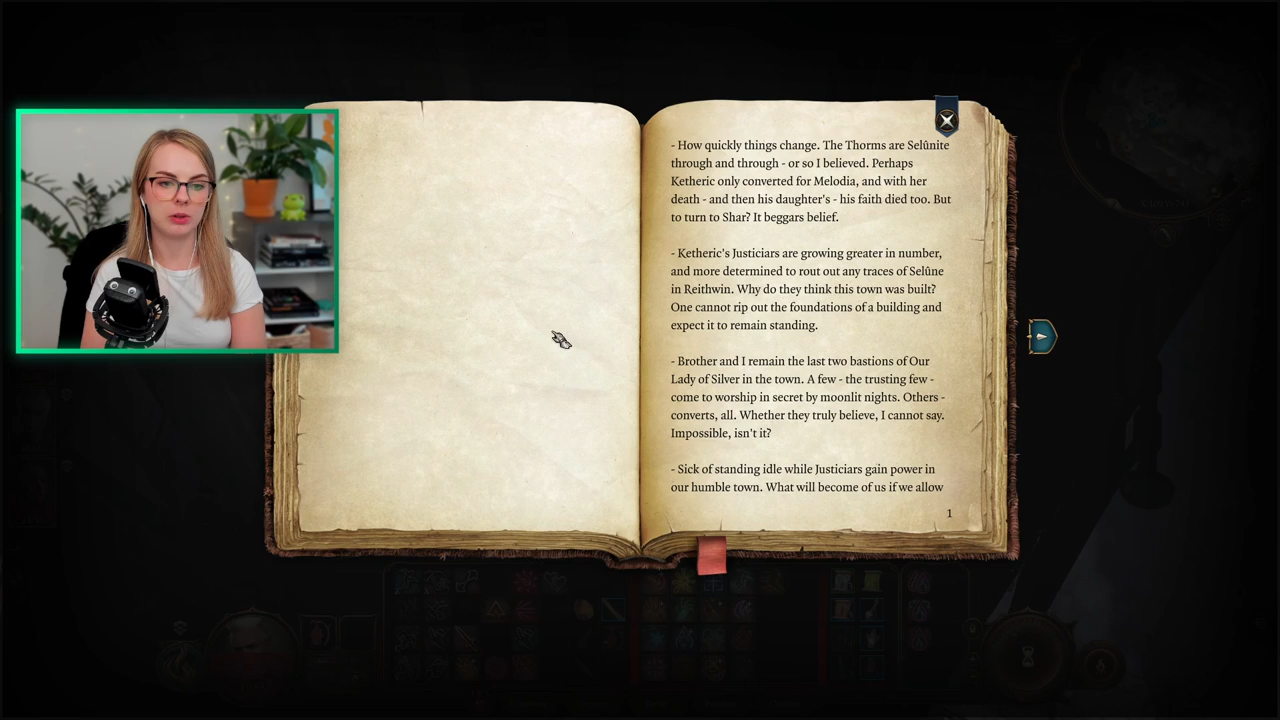 - How quickly things change. The Thorms are Selûnite
through and through - or so I believed. Perhaps
Ketheric only converted for Melodia, and with her
death - and then his daughter's - his faith died too. But
to turn to Shar? It beggars belief.
- Ketheric's Justiciars are growing greater in number,
and more determined to rout out any traces of Selûne
in Reithwin. Why do they think this town was built?
One cannot rip out the foundations of a building and
expect it to remain standing.
- Brother and I remain the last two bastions of Our
Lady of Silver in the town. A few - the trusting few -
come to worship in secret by moonlit nights. Others -
converts, all. Whether they truly believe, I cannot say.
Impossible, isn't it?
- Sick of standing idle while Justiciars gain power in
our humble town. What will become of us if we allow
1